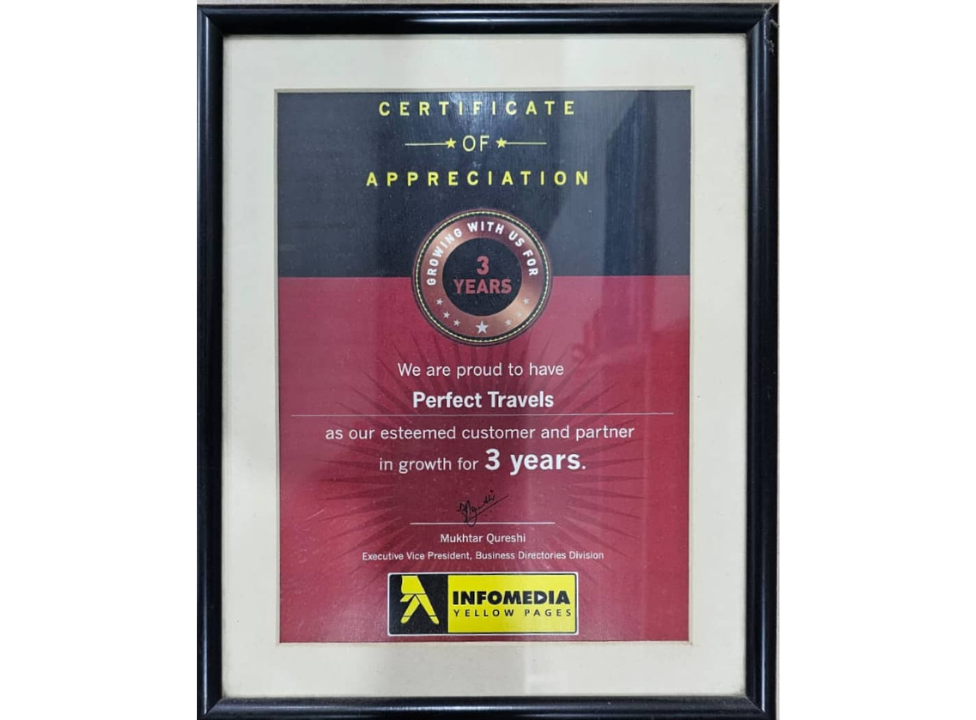 CERTIFICATE
OF
APPRECIATION
GROWING WITH US FOR
3
YEARS
We are proud to have
Perfect Travels
as our esteemed customer and partner
in growth for 3 years.
Mukhtar Qureshi
Executive Vice President, Business Directories Division
INFOMEDIA
YELLOW PAGES